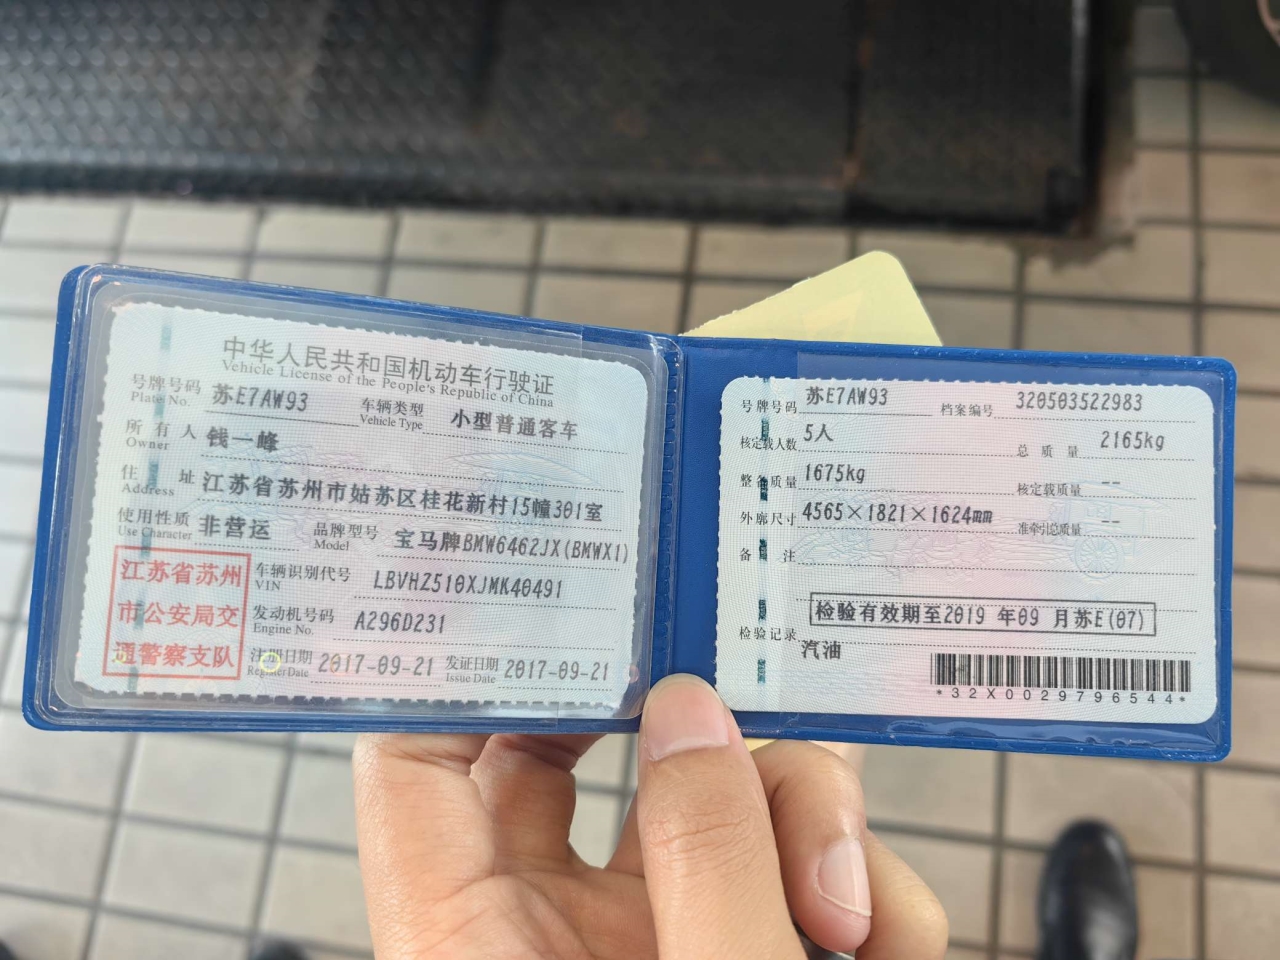 中华人民共和国机动车行驶证
Vehicle License of the People's Republic of China
号牌号码 苏E7AW93 车辆类型 小型普通客车
Plate No. Vehicle Type
所有人 钱一峰
Owner
住址 江苏省苏州市姑苏区桂花新村15幢301室
Address
使用性质 非营运 品牌型号 宝马牌BMW6462JX(BMWX1)
Use Character Model
江苏省苏州
市公安局交
通警察支队
车辆识别代号 LBVHZ510XJMK40491
VIN
发动机号码 A296D231
Engine No.
注册日期 2017-09-21 发证日期 2017-09-21
Register Date Issue Date
号牌号码 苏E7AW93 档案编号 320503522983
核定载人数 5人 总质量 2165kg
整备质量 1675kg 核定载质量 --
外廓尺寸 4565×1821×1624mm 准牵引总质量 --
备注
检验有效期至2019年09月苏E(07)
检验记录 汽油
*32X0029796544*